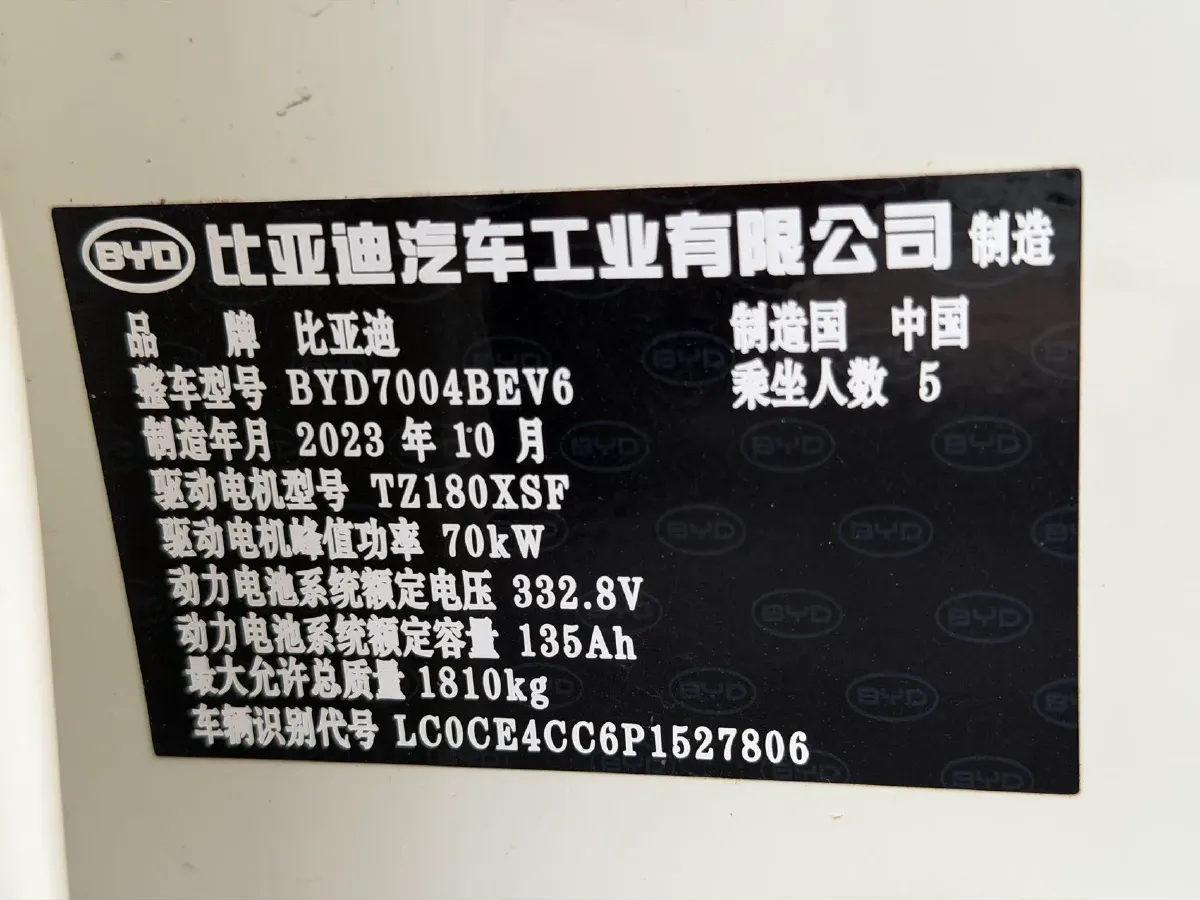 BYD 比亚迪汽车工业有限公司 制造
品 牌 比亚迪 制造国 中国
整车型号 BYD7004BEV6 乘坐人数 5
制造年月 2023 年 10 月
驱动电机型号 TZ180XSF
驱动电机峰值功率 70kW
动力电池系统额定电压 332.8V
动力电池系统额定容量 135Ah
最大允许总质量 1810kg
车辆识别代号 LC0CE4CC6P1527806